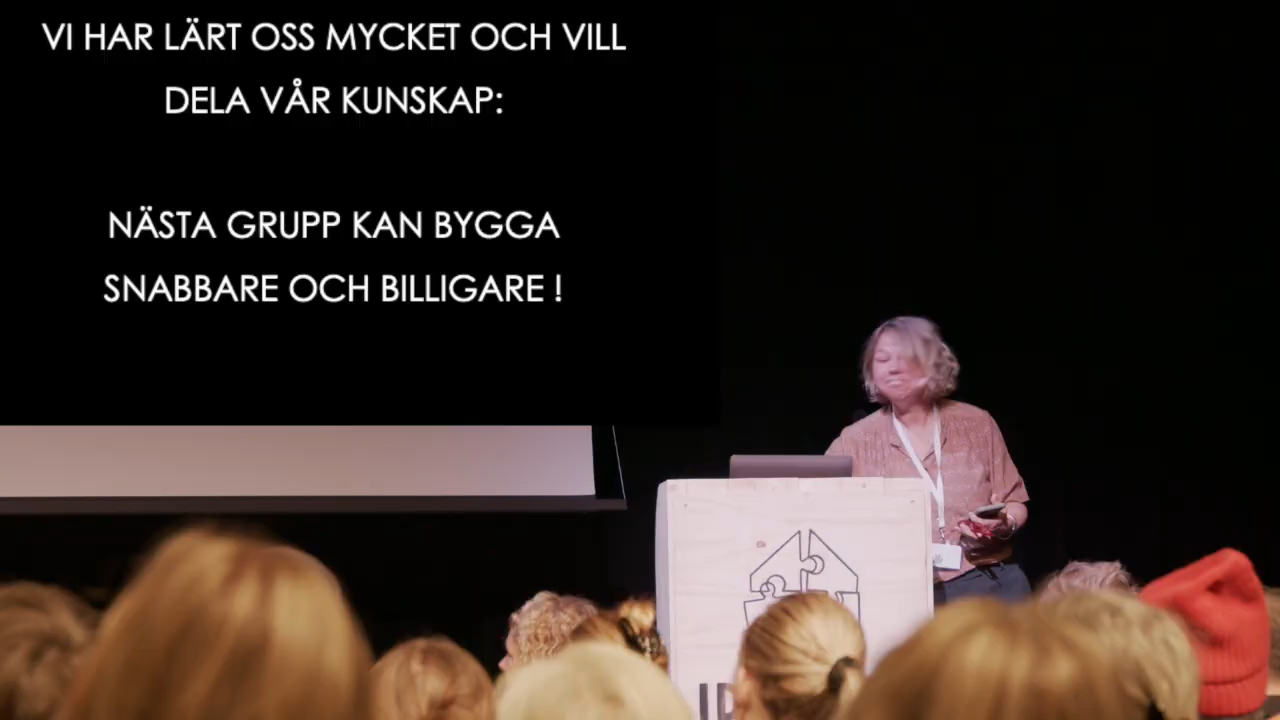 VI HAR LÄRT OSS MYCKET OCH VILL
DELA VÅR KUNSKAP:
NÄSTA GRUPP KAN BYGGA
SNABBARE OCH BILLIGARE !